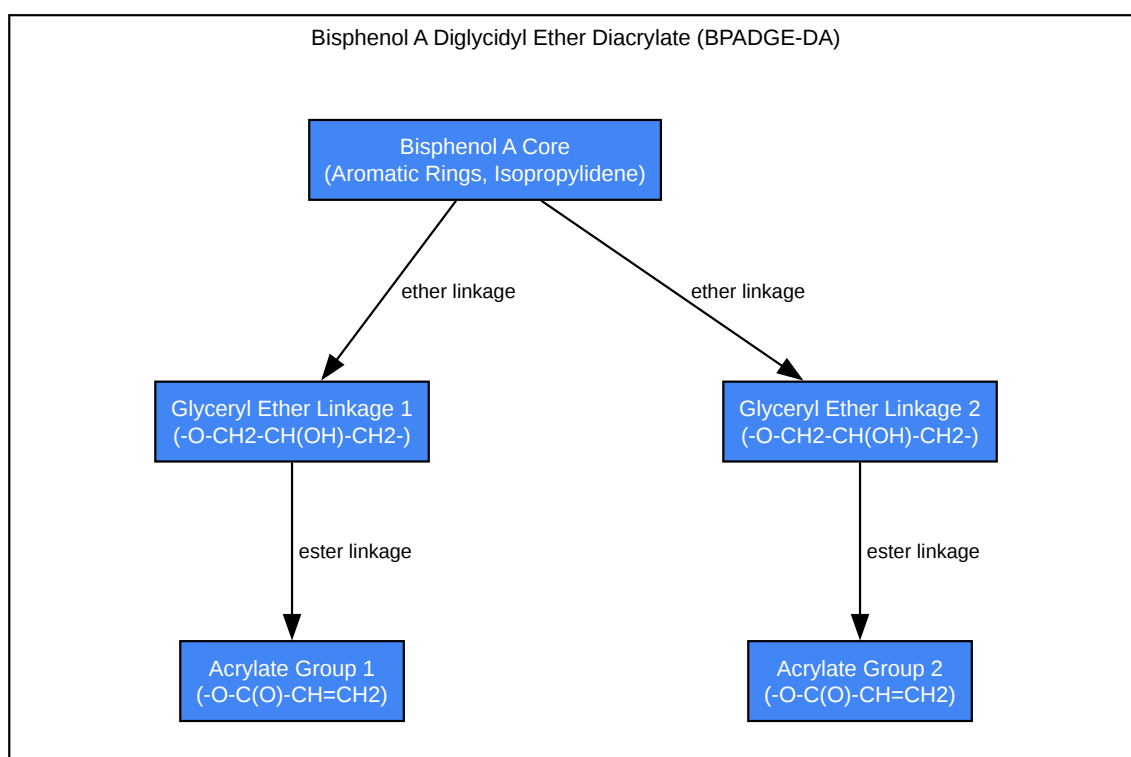 Bisphenol A Diglycidyl Ether Diacrylate (BPADGE-DA)
Bisphenol A Core
(Aromatic Rings, Isopropylidene)
ether linkage
ether linkage
Glyceryl Ether Linkage 1
(-O-CH2-CH(OH)-CH2-)
Glyceryl Ether Linkage 2
(-O-CH2-CH(OH)-CH2-)
ester linkage
ester linkage
Acrylate Group 1
(-O-C(O)-CH=CH2)
Acrylate Group 2
(-O-C(O)-CH=CH2)